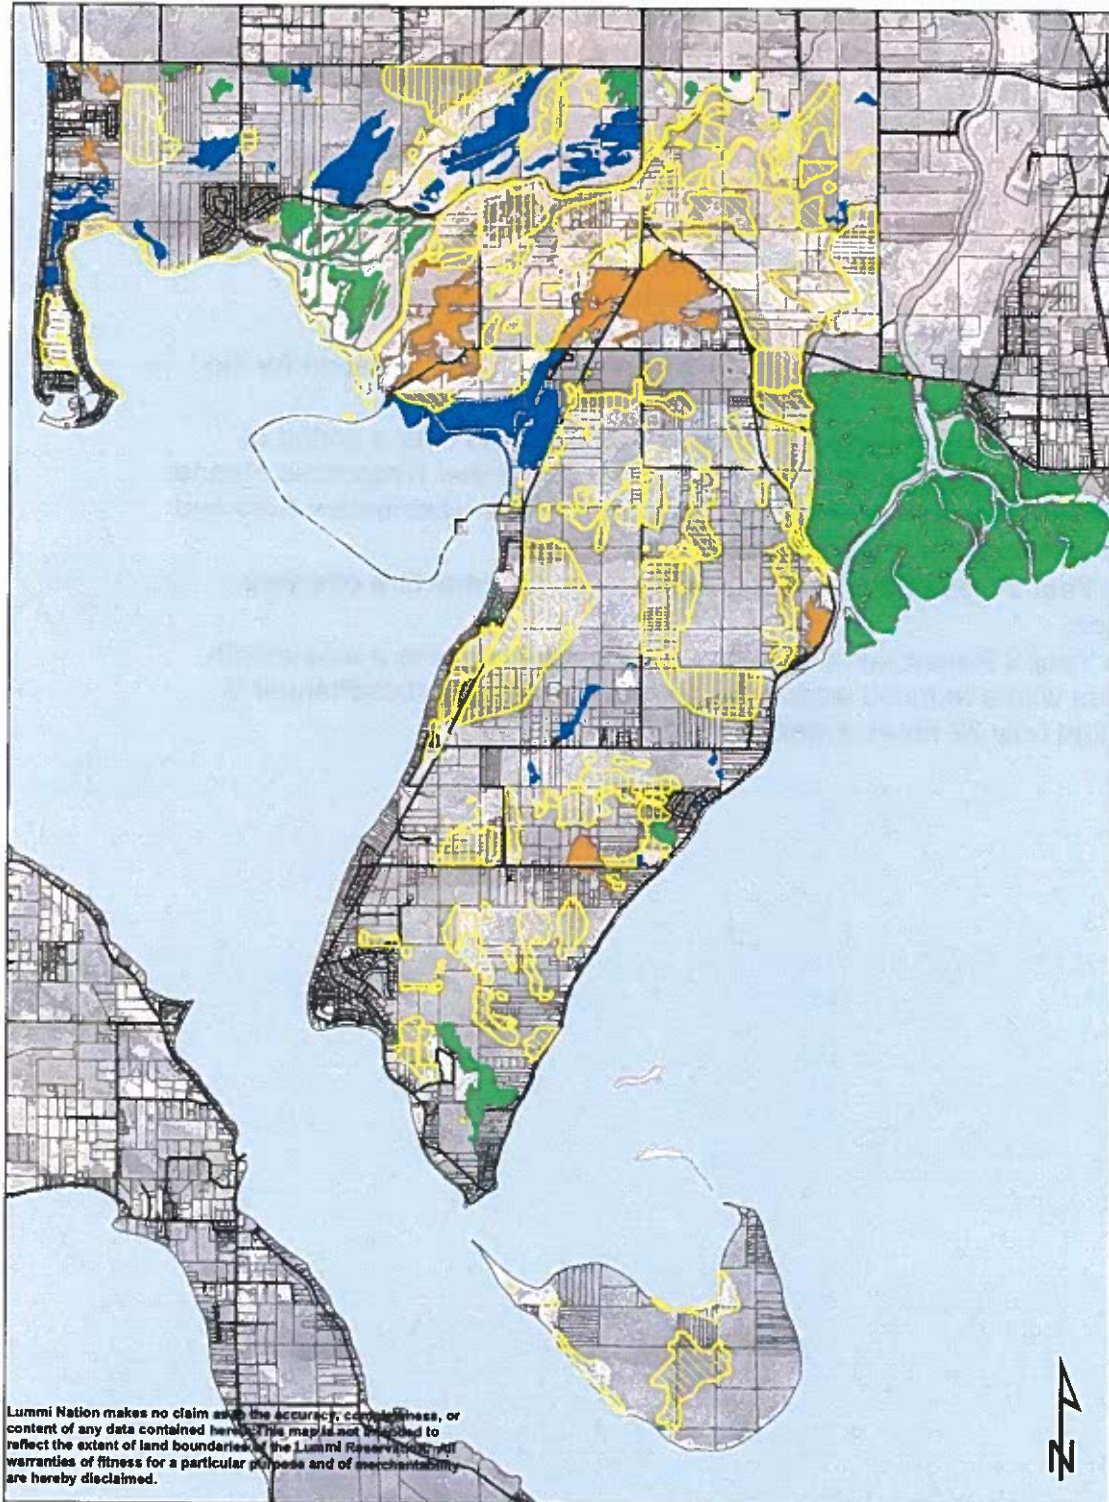 Lummi Nation makes no claim as to the accuracy, completeness, or
content of any data contained herein. This map is not intended to
reflect the extent of land boundaries of the Lummi Reservation. All
warranties of fitness for a particular purpose and of merchantability
are hereby disclaimed.
N